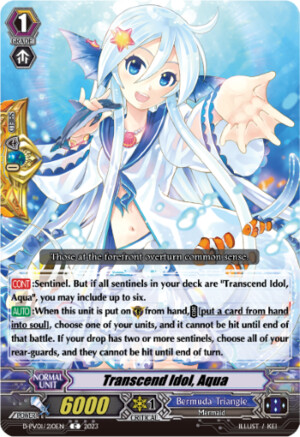 1
GRADE
Those at the forefront overturn common sense.
CONT:Sentinel. But if all sentinels in your deck are "Transcend Idol,
Aqua", you may include up to six.
AUTO:When this unit is put on from hand, [put a card from hand
into soul], choose one of your units, and it cannot be hit until end of
that battle. If your drop has two or more sentinels, choose all of your
rear-guards, and they cannot be hit until end of turn.
NORMAL
UNIT
Transcend Idol, Aqua
POWER
6000
1
CRITICAL
Bermuda Triangle
Mermaid
D-PV01/210EN
2022
ILLUST / KEI